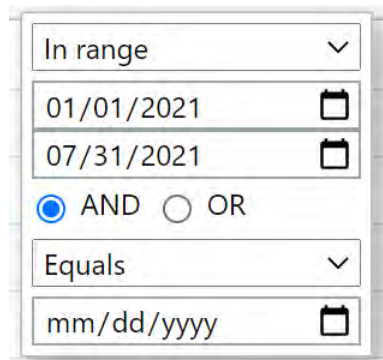 In range
01/01/2021
07/31/2021
AND OR
Equals
mm/dd/yyyy